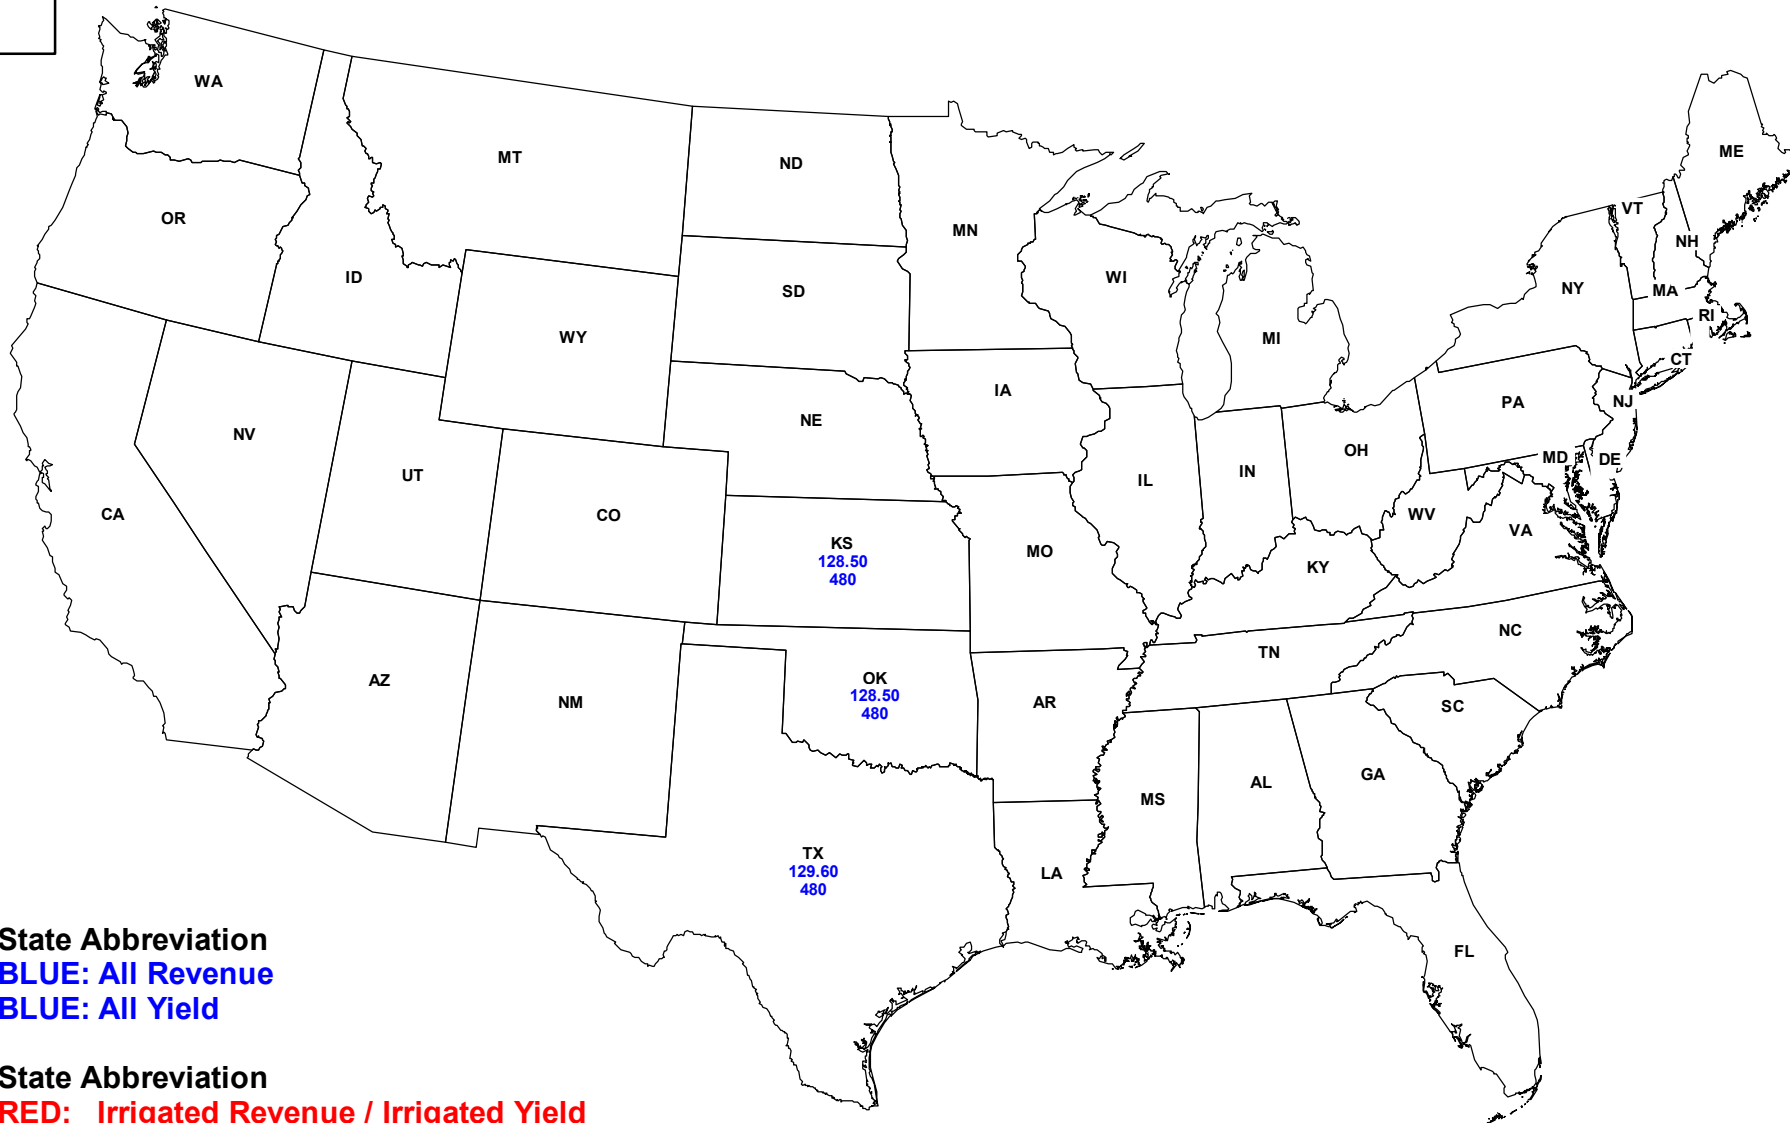 WA
MT
ND
ME
OR
VT
MN
NH
ID
WI
SD
NY
MA
RI
WY
MI
CT
IA
PA
NJ
NE
NV
OH
MD
DE
UT
IN
IL
CA
CO
WV
VA
KS
128.50
480
MO
KY
NC
TN
AZ
OK
128.50
480
NM
AR
SC
GA
AL
MS
TX
129.60
480
LA
FL
State Abbreviation
BLUE: All Revenue
BLUE: All Yield
State Abbreviation
RED: Irrigated Revenue / Irrigated Yield